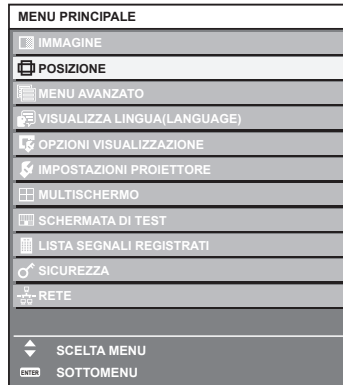 MENU PRINCIPALE
IMMAGINE
POSIZIONE
MENU AVANZATO
VISUALIZZA LINGUA(LANGUAGE)
OPZIONI VISUALIZZAZIONE
IMPOSTAZIONI PROIETTORE
MULTISCHERMO
SCHERMATA DI TEST
LISTA SEGNALI REGISTRATI
SICUREZZA
RETE
SCELTA MENU
ENTER SOTTOMENU